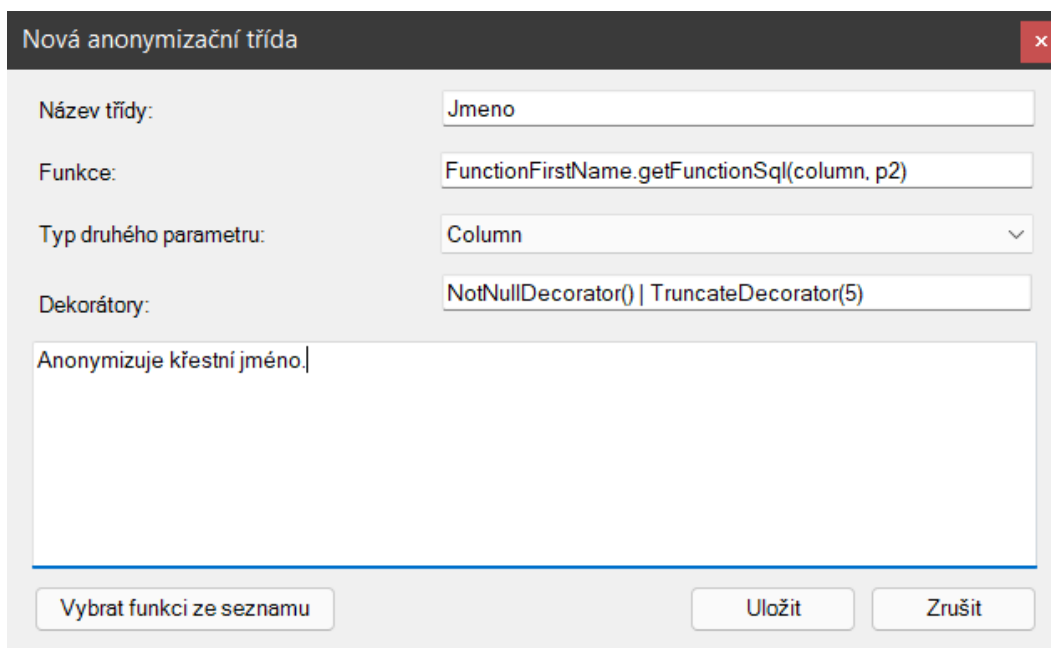 Nová anonymizační třída
Název třídy: Jmeno
Funkce: FunctionFirstName.getFunctionSql(column, p2)
Typ druhého parametru: Column
Dekorátory: NotNullDecorator() | TruncateDecorator(5)
Anonymizuje křestní jméno.
Vybrat funkci ze seznamu Uložit Zrušit